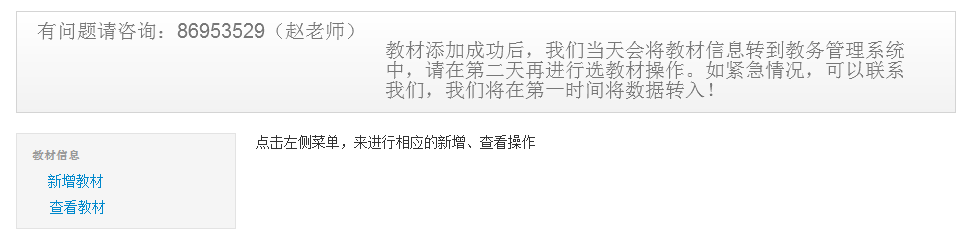 有问题请咨询：86953529（赵老师）
教材添加成功后，我们当天会将教材信息转到教务管理系统
中，请在第二天再进行选教材操作。如紧急情况，可以联系
我们，我们将在第一时间将数据转入！
教材信息
新增教材
查看教材
点击左侧菜单，来进行相应的新增、查看操作